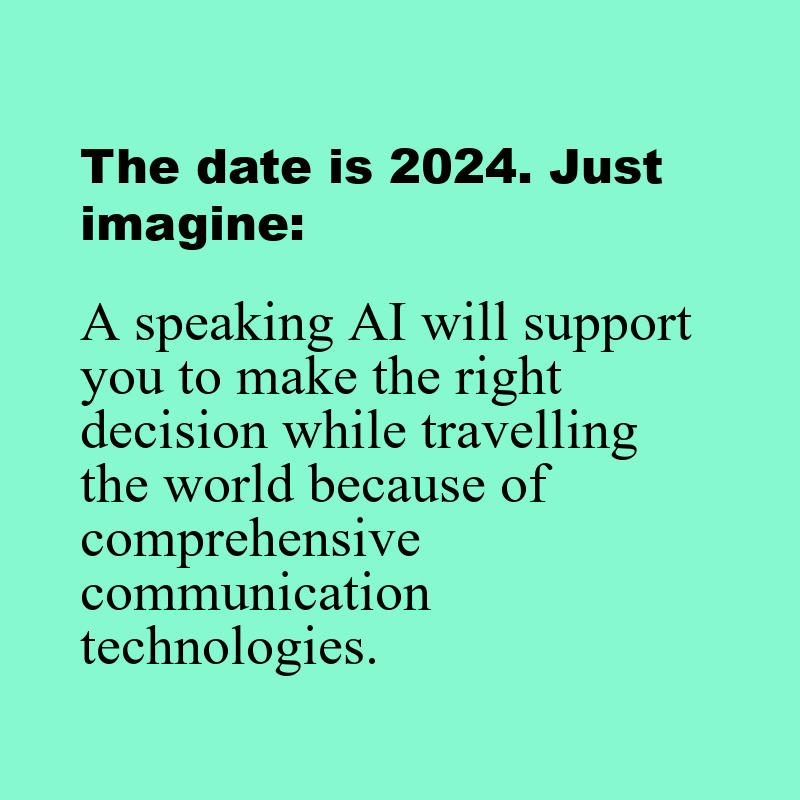 The date is 2024. Just
imagine:
A speaking AI will support
you to make the right
decision while travelling
the world because of
comprehensive
communication
technologies.